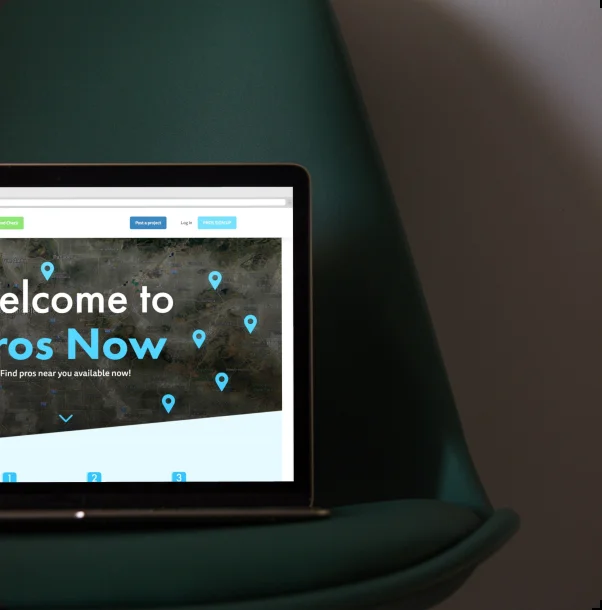 Post a project
Log in
FREE SIGNUP
elcome to
ros Now
Find pros near you available now!
1
2
3